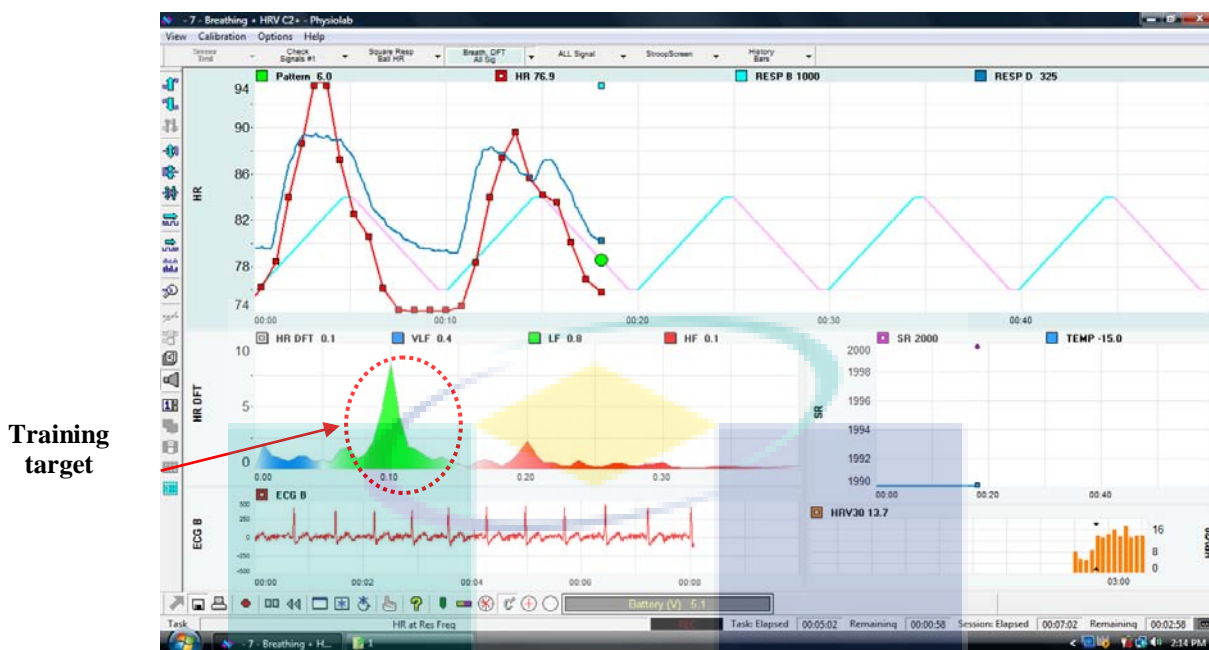 - 7 - Breathing + HRV C2+ - Physiolab
View Calibration Options Help
Check Signals #1 Square Resp Ball HR Breath, DFT All Sig ALL Signal StroopScreen History Bars
Pattern 6.0 HR 76.9 RESP B 1000 RESP D 325
94
90
86
82
78
74
HR
00:00 00:10 00:20 00:30 00:40
HR DFT 0.1 VLF 0.4 LF 0.8 HF 0.1
10
5
0
HR DFT
0.00 0.10 0.20 0.30
SR 2000 TEMP -15.0
2000
1998
1996
1994
1992
1990
SR
00:00 00:20 00:40
Training
target
ECG B
500
250
0
-250
-500
ECG B
00:00 00:02 00:04 00:06 00:08
HRV30 13.7
16
8
0
03:00
Battery (V) 5.1
Task HR at Res Freq Task: Elapsed 00:05:02 Remaining 00:00:58 Session: Elapsed 00:07:02 Remaining 00:02:58
- 7 - Breathing + H... 1 2:14 PM